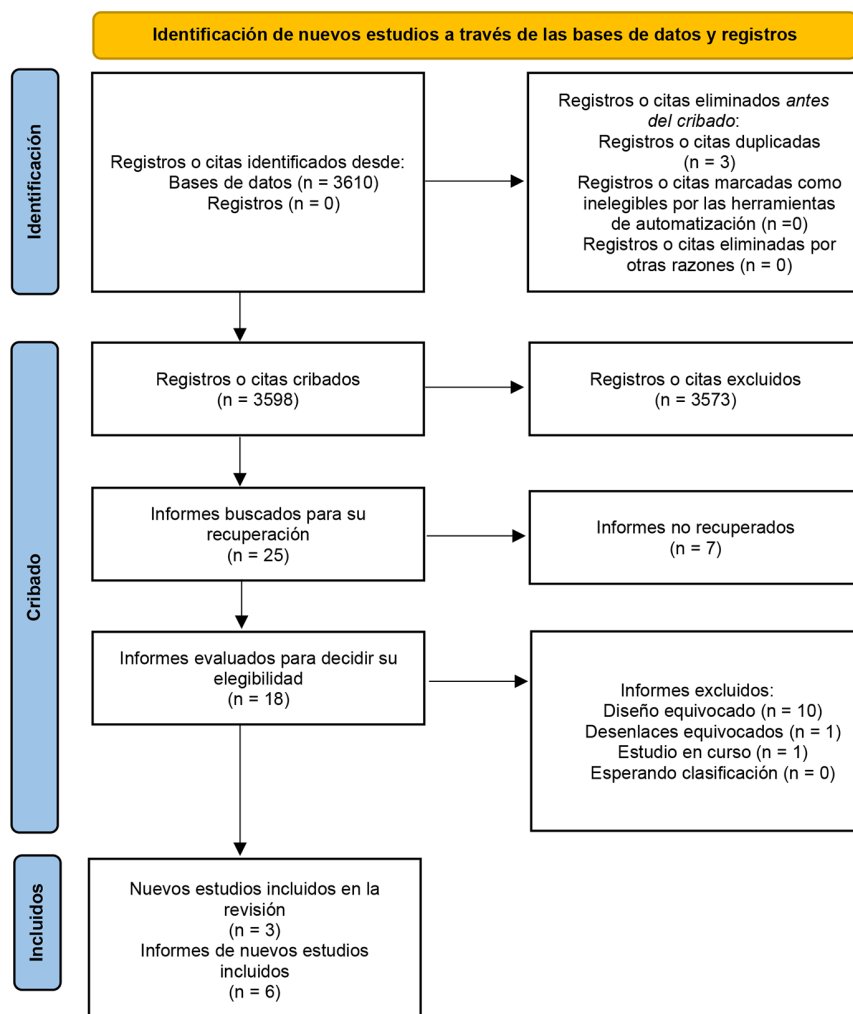 Identificación de nuevos estudios a través de las bases de datos y registros
Identificación
Registros o citas identificados desde:
Bases de datos (n = 3610)
Registros (n = 0)
Registros o citas eliminados antes
del cribado:
Registros o citas duplicadas
(n = 3)
Registros o citas marcadas como
inelegibles por las herramientas
de automatización (n =0)
Registros o citas eliminadas por
otras razones (n = 0)
Cribado
Registros o citas cribados
(n = 3598)
Registros o citas excluidos
(n = 3573)
Informes buscados para su
recuperación
(n = 25)
Informes no recuperados
(n = 7)
Informes evaluados para decidir su
elegibilidad
(n = 18)
Informes excluidos:
Diseño equivocado (n = 10)
Desenlaces equivocados (n = 1)
Estudio en curso (n = 1)
Esperando clasificación (n = 0)
Incluidos
Nuevos estudios incluidos en la
revisión
(n = 3)
Informes de nuevos estudios
incluidos
(n = 6)